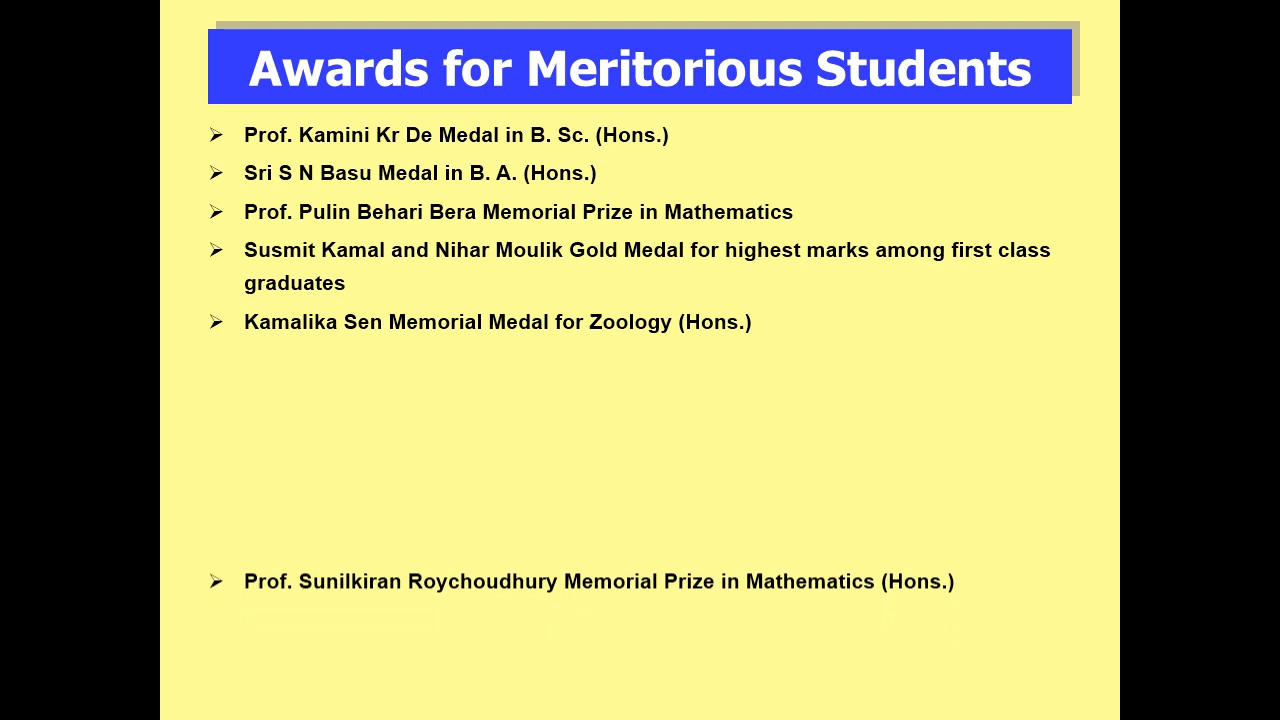 Awards for Meritorious Students
Prof. Kamini Kr De Medal in B. Sc. (Hons.)
Sri S N Basu Medal in B. A. (Hons.)
Prof. Pulin Behari Bera Memorial Prize in Mathematics
Susmit Kamal and Nihar Moulik Gold Medal for highest marks among first class
graduates
Kamalika Sen Memorial Medal for Zoology (Hons.)
Prof. Sunilkiran Roychoudhury Memorial Prize in Mathematics (Hons.)